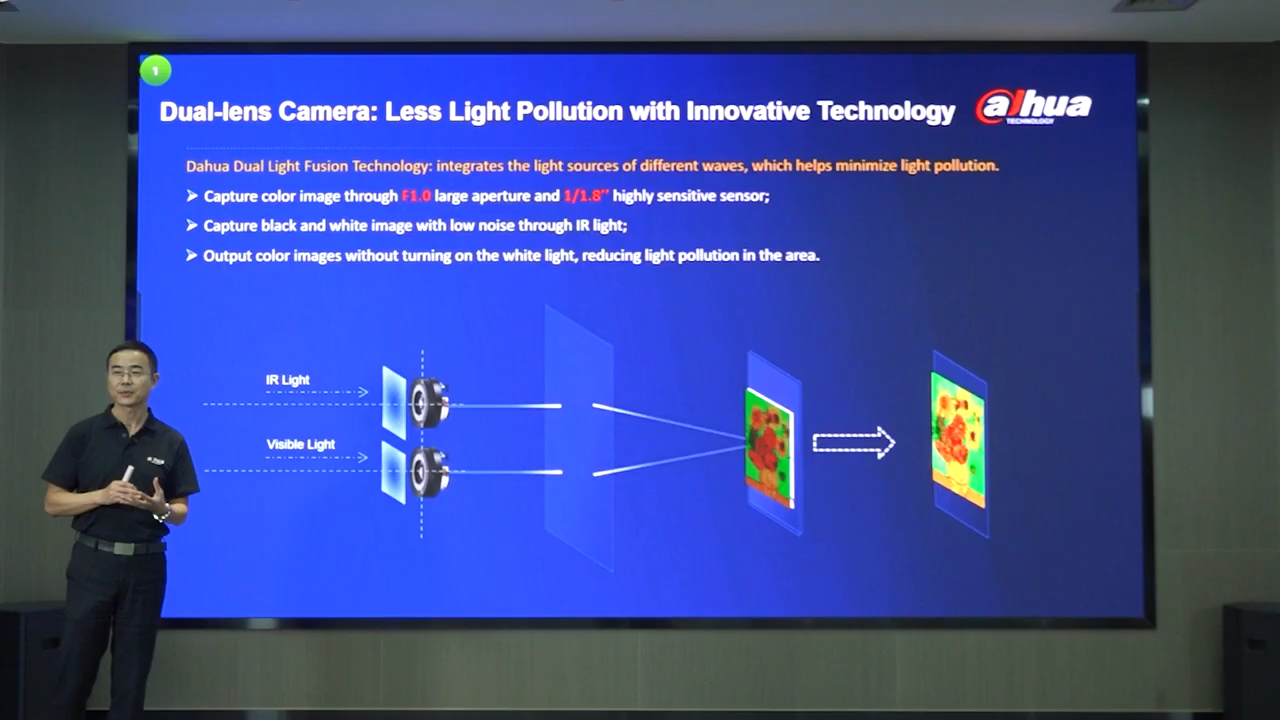 1
Dual-lens Camera: Less Light Pollution with Innovative Technology
alhua
TECHNOLOGY
Dahua Dual Light Fusion Technology: integrates the light sources of different waves, which helps minimize light pollution.
➢ Capture color image through F1.0 large aperture and 1/1.8" highly sensitive sensor;
➢ Capture black and white image with low noise through IR light;
➢ Output color images without turning on the white light, reducing light pollution in the area.
IR Light
Visible Light